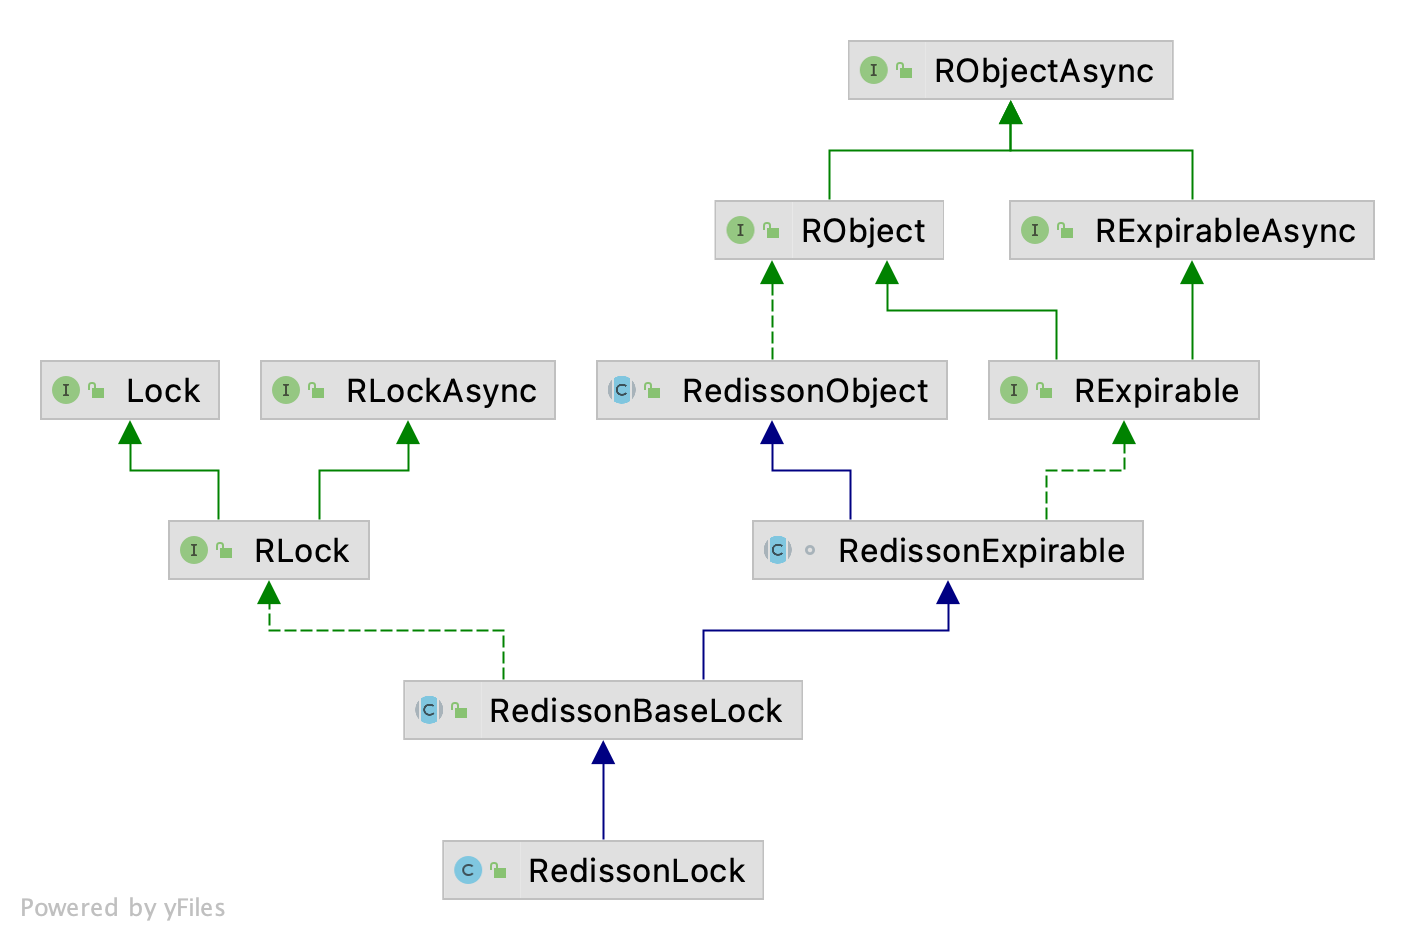 RObjectAsync
RObject
RExpirableAsync
Lock
RLockAsync
RedissonObject
RExpirable
RLock
RedissonExpirable
RedissonBaseLock
RedissonLock
Powered by yFiles